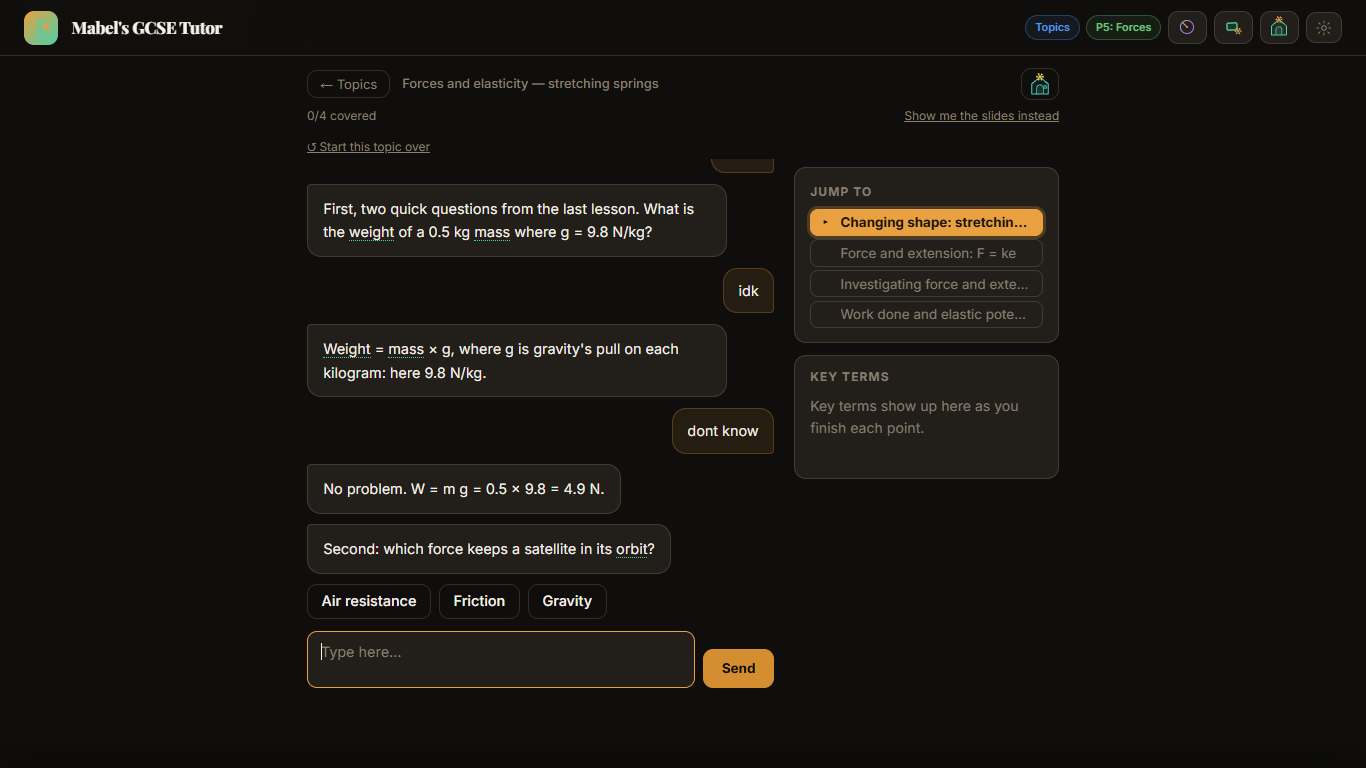 Mabel's GCSE Tutor
Topics
P5: Forces
← Topics
Forces and elasticity — stretching springs
0/4 covered
Show me the slides instead
↺ Start this topic over
First, two quick questions from the last lesson. What is
the weight of a 0.5 kg mass where g = 9.8 N/kg?
idk
Weight = mass × g, where g is gravity's pull on each
kilogram: here 9.8 N/kg.
dont know
No problem. W = m g = 0.5 × 9.8 = 4.9 N.
Second: which force keeps a satellite in its orbit?
Air resistance
Friction
Gravity
Type here...
Send
JUMP TO
Changing shape: stretchin...
Force and extension: F = ke
Investigating force and exte...
Work done and elastic pote...
KEY TERMS
Key terms show up here as you
finish each point.